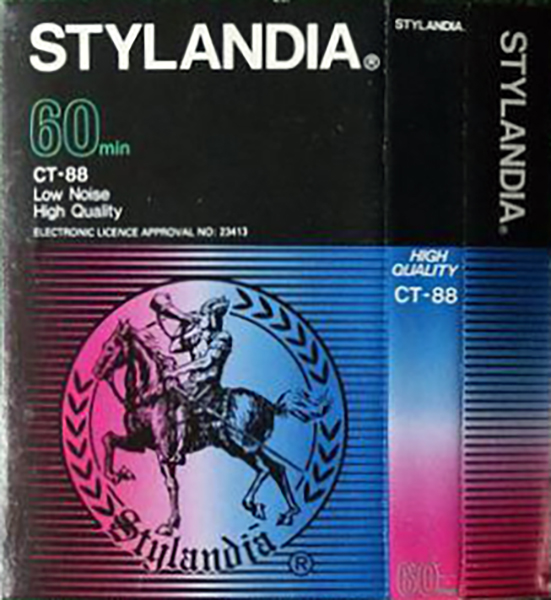 STYLANDIA®
60min
CT-88
Low Noise
High Quality
ELECTRONIC LICENCE APPROVAL NO: 23413
Stylandia ®
STYLANDIA.
HIGH
QUALITY
CT-88
60
STYLANDIA®